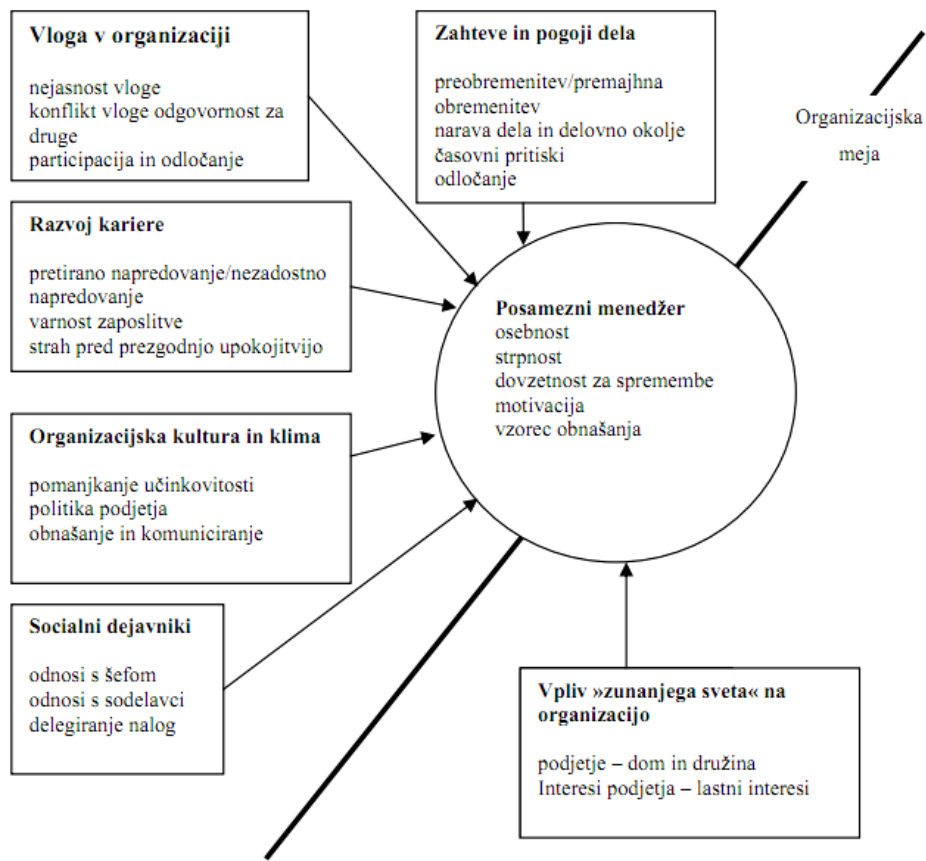 Vloga v organizaciji
nejasnost vloge
konflikt vloge odgovornost za
druge
participacija in odločanje
Zahteve in pogoji dela
preobremenitev/premajhna
obremenitev
narava dela in delovno okolje
časovni pritiski
odločanje
Organizacijska
meja
Razvoj kariere
pretirano napredovanje/nezadostno
napredovanje
varnost zaposlitve
strah pred prezgodnjo upokojitvijo
Posamezni menedžer
osebnost
strpnost
dovzetnost za spremembe
motivacija
vzorec obnašanja
Organizacijska kultura in klima
pomanjkanje učinkovitosti
politika podjetja
obnašanje in komuniciranje
Socialni dejavniki
odnosi s šefom
odnosi s sodelavci
delegiranje nalog
Vpliv »zunanjega sveta« na
organizacijo
podjetje – dom in družina
Interesi podjetja – lastni interesi